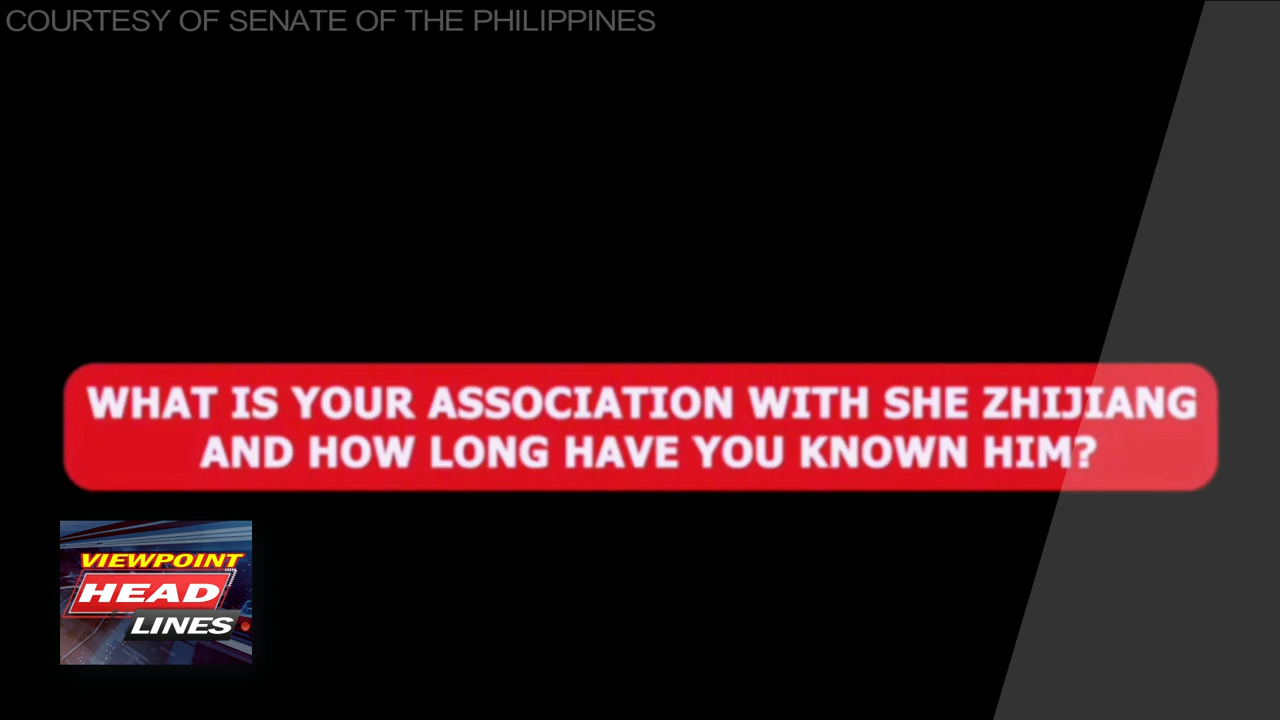 COURTESY OF SENATE OF THE PHILIPPINES
WHAT IS YOUR ASSOCIATION WITH SHE ZHIJIANG
AND HOW LONG HAVE YOU KNOWN HIM?
VIEWPOINT
HEAD
LINES